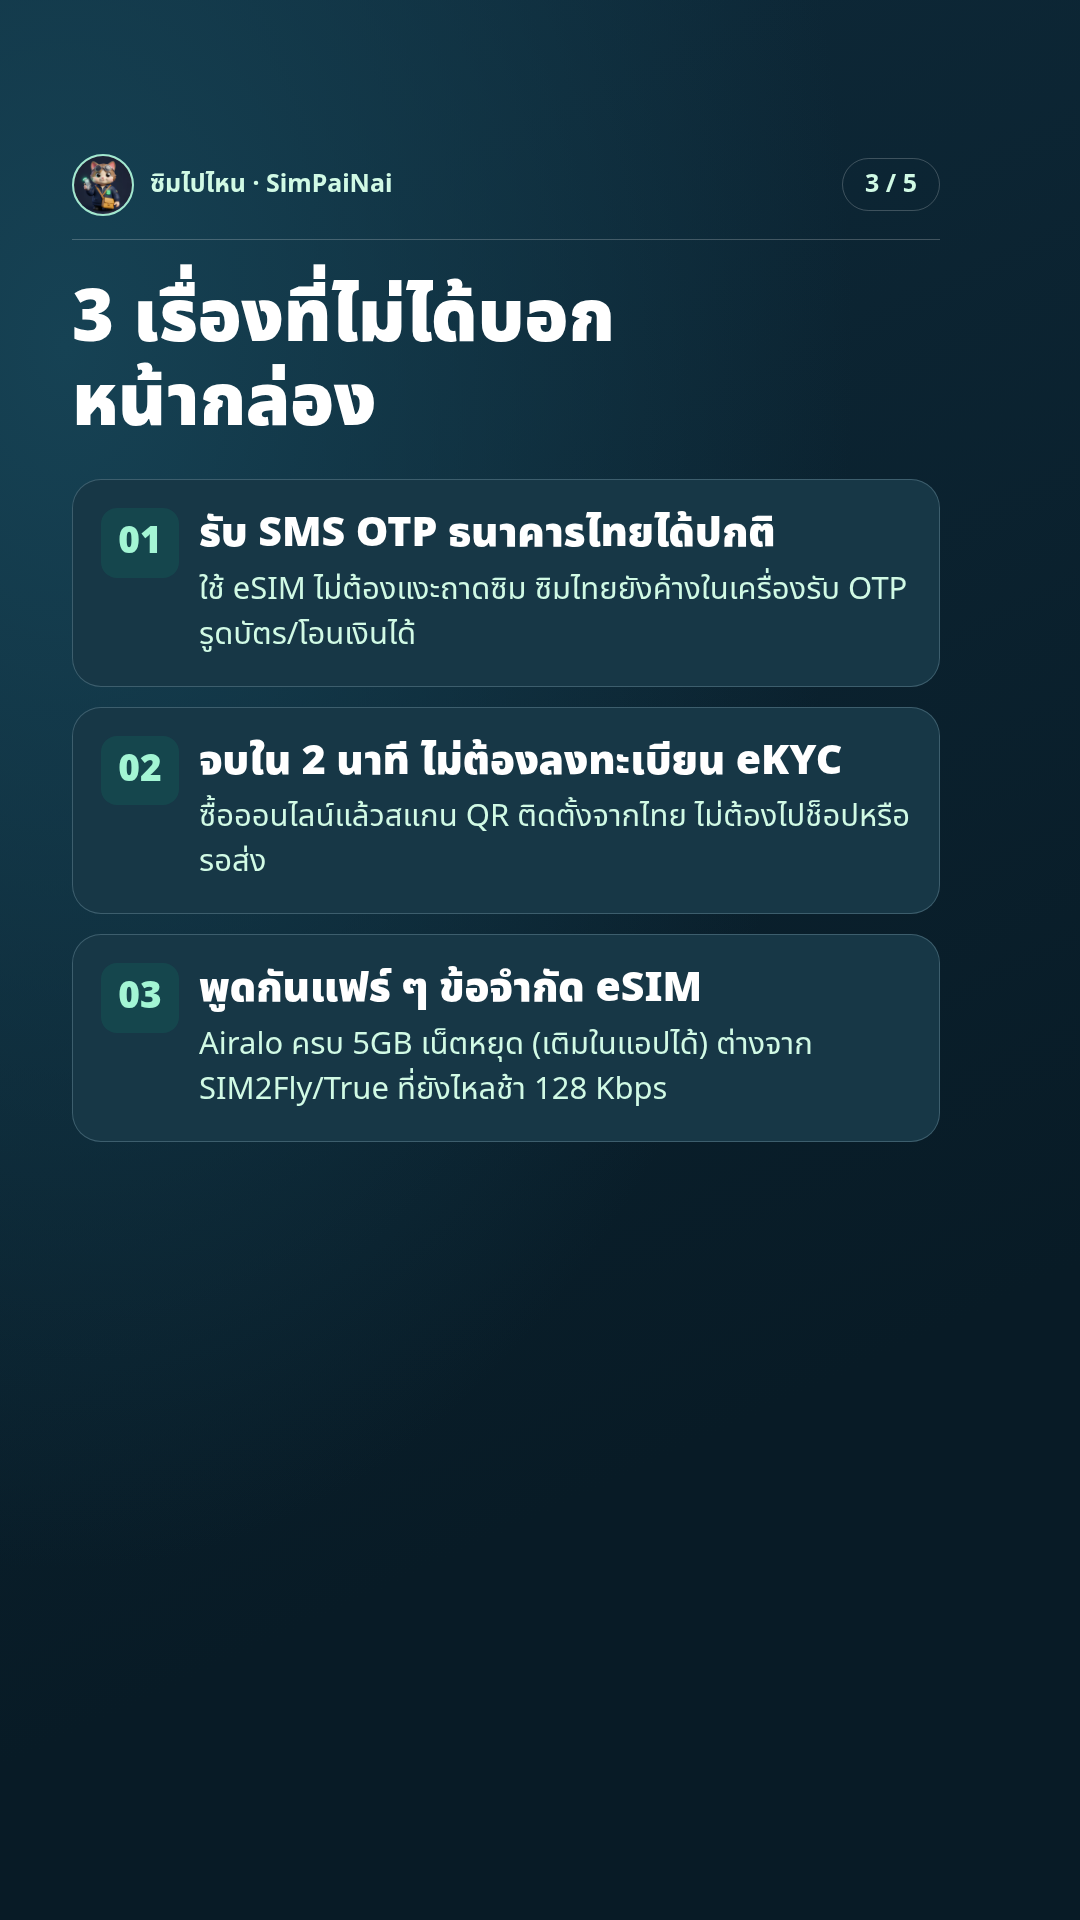 ซิมไปไหน · SimPaiNai
3 / 5
3 เรื่องที่ไม่ได้บอก
หน้ากล่อง
01
รับ SMS OTP ธนาคารไทยได้ปกติ
ใช้ eSIM ไม่ต้องแงะถาดซิม ซิมไทยยังค้างในเครื่องรับ OTP
รูดบัตร/โอนเงินได้
02
จบใน 2 นาที ไม่ต้องลงทะเบียน eKYC
ซื้อออนไลน์แล้วสแกน QR ติดตั้งจากไทย ไม่ต้องไปช็อปหรือ
รอส่ง
03
พูดกันแฟร์ ๆ ข้อจำกัด eSIM
Airalo ครบ 5GB เน็ตหยุด (เติมในแอปได้) ต่างจาก
SIM2Fly/True ที่ยังไหลช้า 128 Kbps